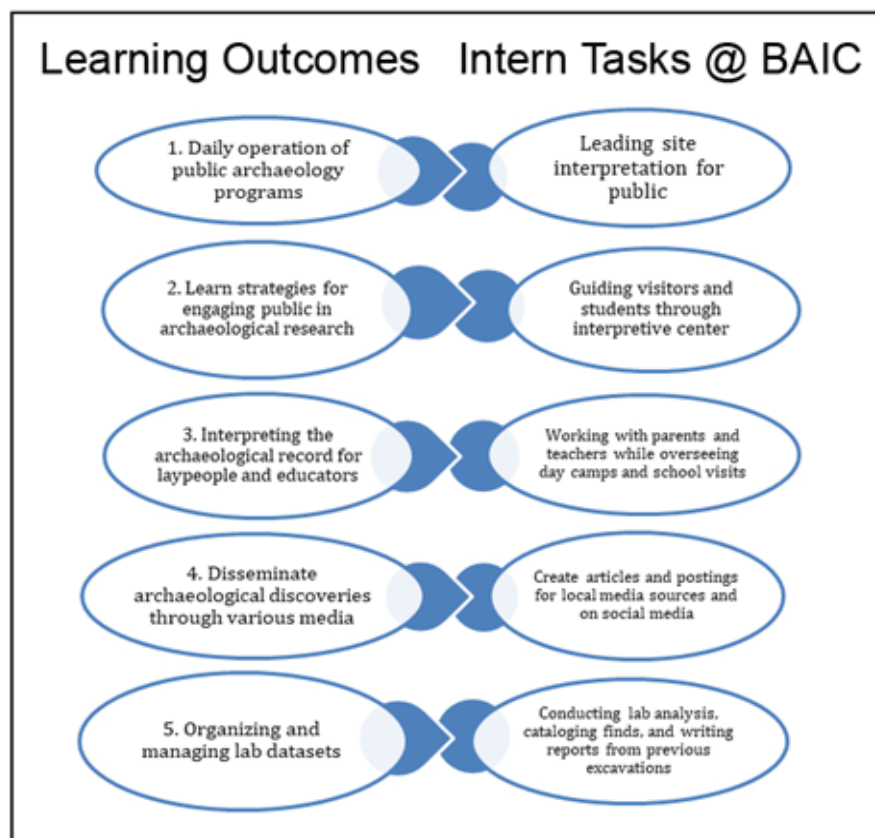 Learning Outcomes Intern Tasks @ BAIC
1. Daily operation of
public archaeology
programs
Leading site
interpretation for
public
2. Learn strategies for
engaging public in
archaeological research
Guiding visitors and
students through
interpretive center
3. Interpreting the
archaeological record for
laypeople and educators
Working with parents and
teachers while overseeing
day camps and school visits
4. Disseminate
archaeological discoveries
through various media
Create articles and postings
for local media sources and
on social media
5. Organizing and
managing lab datasets
Conducting lab analysis,
cataloging finds, and writing
reports from previous
excavations